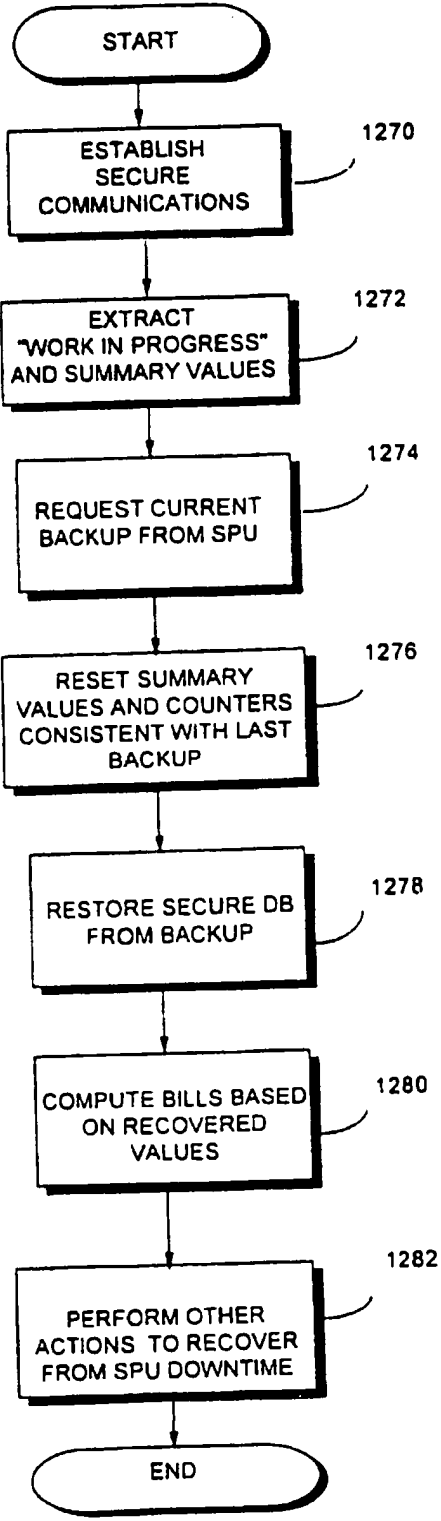 START
1270
ESTABLISH
SECURE
COMMUNICATIONS
1272
EXTRACT
"WORK IN PROGRESS"
AND SUMMARY VALUES
1274
REQUEST CURRENT
BACKUP FROM SPU
1276
RESET SUMMARY
VALUES AND COUNTERS
CONSISTENT WITH LAST
BACKUP
1278
RESTORE SECURE DB
FROM BACKUP
1280
COMPUTE BILLS BASED
ON RECOVERED
VALUES
1282
PERFORM OTHER
ACTIONS TO RECOVER
FROM SPU DOWNTIME
END